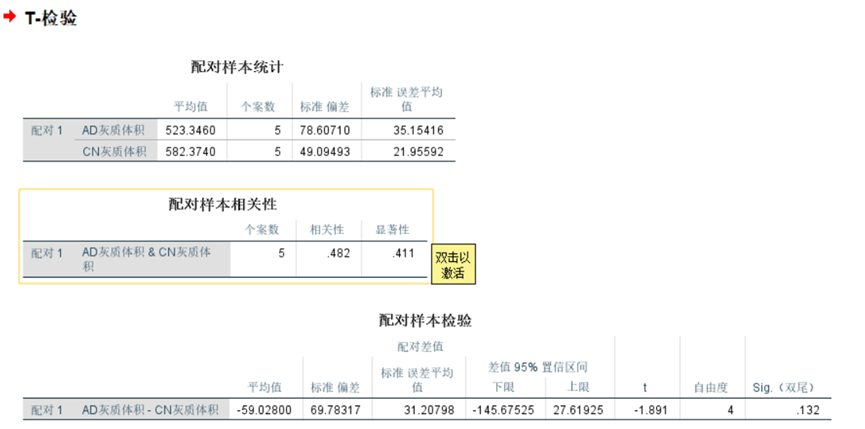 T-检验
配对样本统计
平均值 个案数 标准 偏差 标准 误差平均值
配对 1 AD灰质体积 523.3460 5 78.60710 35.15416
CN灰质体积 582.3740 5 49.09493 21.95592
配对样本相关性
个案数 相关性 显著性
配对 1 AD灰质体积 & CN灰质体积 5 .482 .411
双击以
激活
配对样本检验
配对差值
差值 95% 置信区间
平均值 标准 偏差 标准 误差平均值 下限 上限 t 自由度 Sig.（双尾）
配对 1 AD灰质体积 - CN灰质体积 -59.02800 69.78317 31.20798 -145.67525 27.61925 -1.891 4 .132